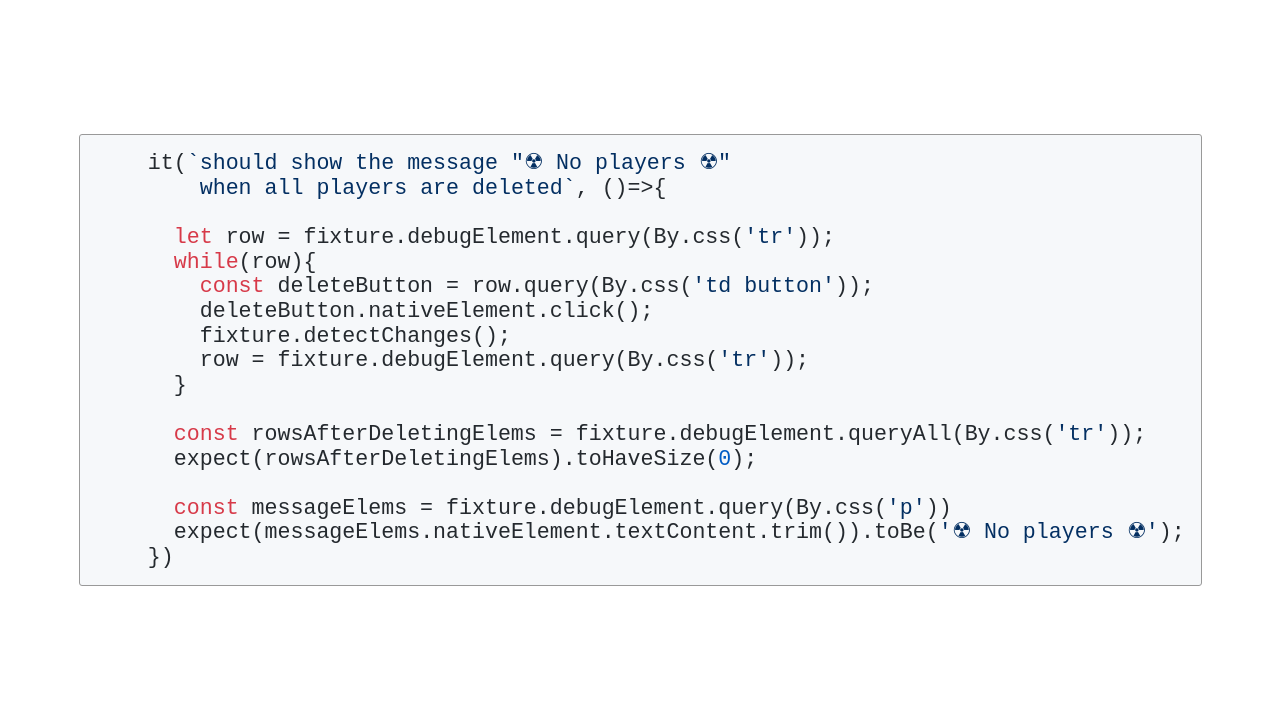 it(`should show the message "☢ No players ☢"
when all players are deleted`, ()=>{
let row = fixture.debugElement.query(By.css('tr'));
while(row){
const deleteButton = row.query(By.css('td button'));
deleteButton.nativeElement.click();
fixture.detectChanges();
row = fixture.debugElement.query(By.css('tr'));
}
const rowsAfterDeletingElems = fixture.debugElement.queryAll(By.css('tr'));
expect(rowsAfterDeletingElems).toHaveSize(0);
const messageElems = fixture.debugElement.query(By.css('p'))
expect(messageElems.nativeElement.textContent.trim()).toBe('☢ No players ☢');
})